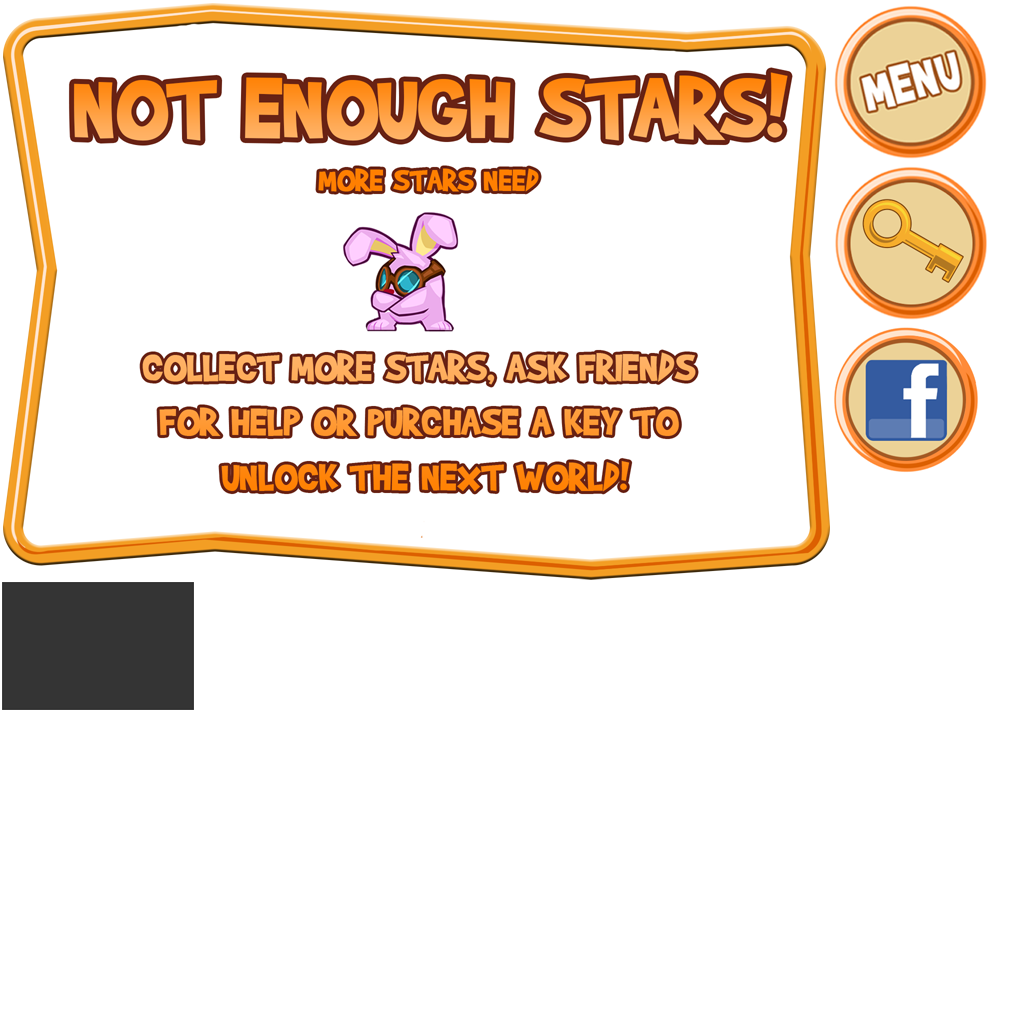 NOT ENOUGH STARS!
MORE STARS NEED
COLLECT MORE STARS, ASK FRIENDS
FOR HELP OR PURCHASE A KEY TO
UNLOCK THE NEXT WORLD!
MENU
f